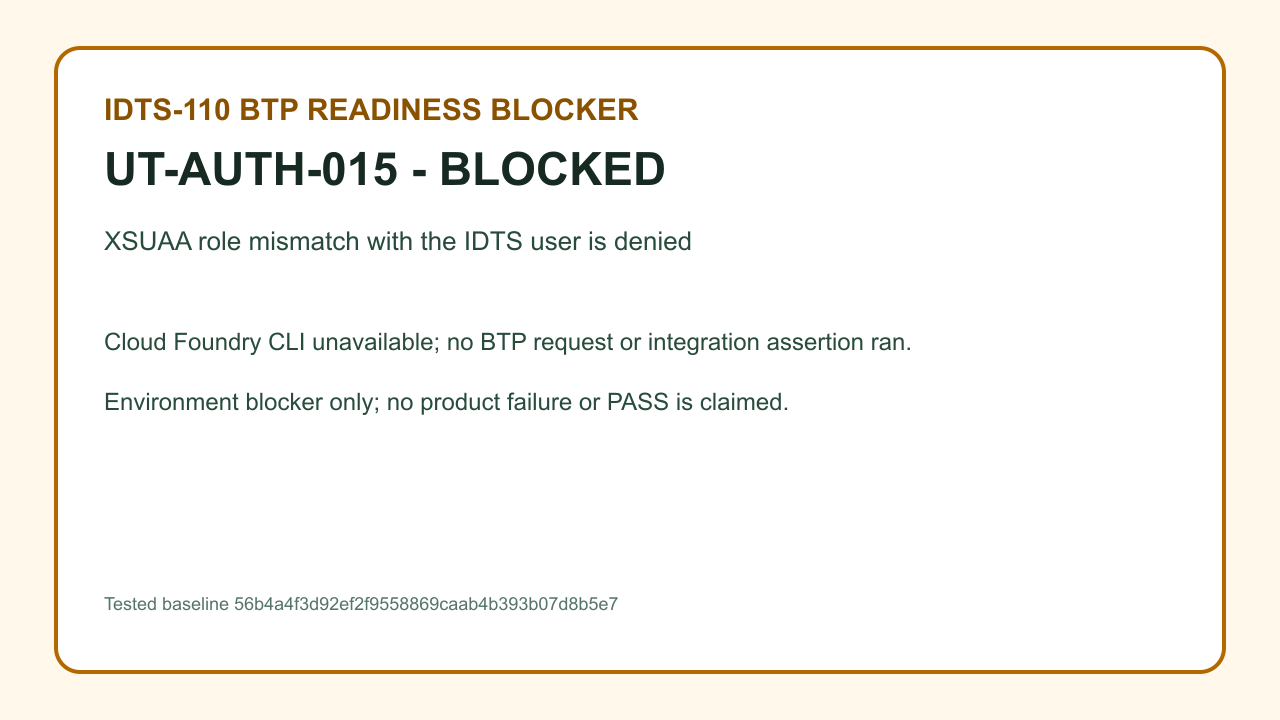 IDTS-110 BTP READINESS BLOCKER
UT-AUTH-015 - BLOCKED
XSUAA role mismatch with the IDTS user is denied
Cloud Foundry CLI unavailable; no BTP request or integration assertion ran.
Environment blocker only; no product failure or PASS is claimed.
Tested baseline 56b4a4f3d92ef2f9558869caab4b393b07d8b5e7